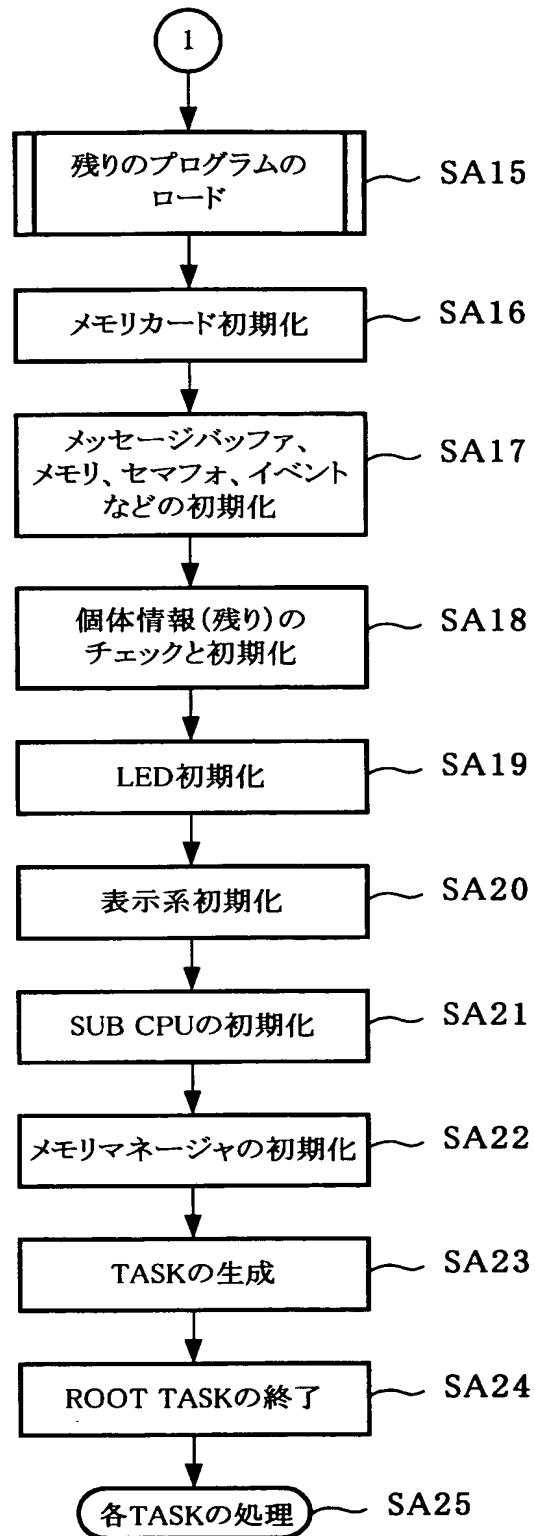 1
残りのプログラムの
ロード
SA15
メモリカード初期化
SA16
メッセージバッファ、
メモリ、セマフォ、イベント
などの初期化
SA17
個体情報(残り)の
チェックと初期化
SA18
LED初期化
SA19
表示系初期化
SA20
SUB CPUの初期化
SA21
メモリマネージャの初期化
SA22
TASKの生成
SA23
ROOT TASKの終了
SA24
各TASKの処理
SA25